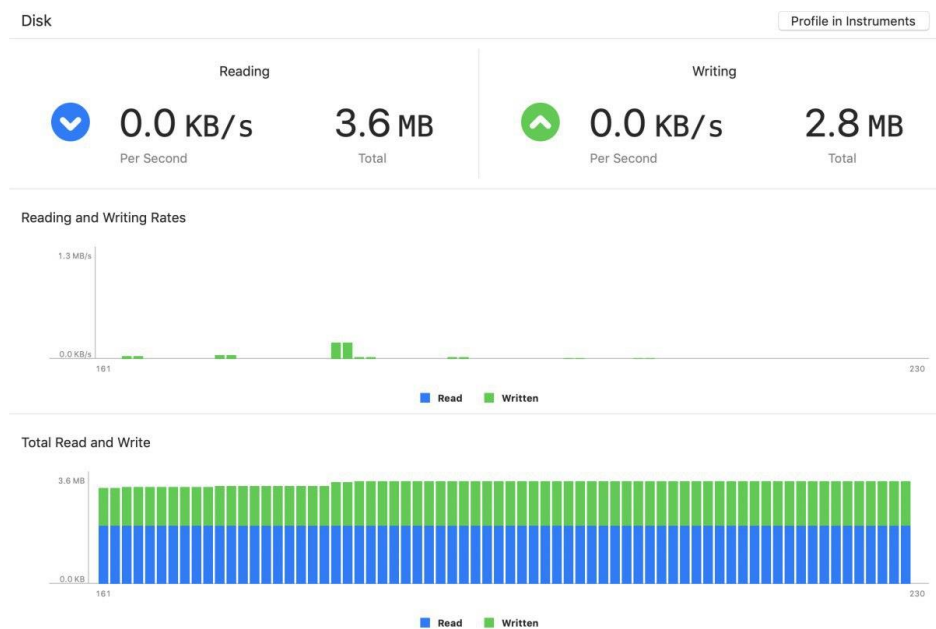 Disk
Profile in Instruments
Reading
0.0 KB/s
Per Second
3.6 MB
Total
Writing
0.0 KB/s
Per Second
2.8 MB
Total
Reading and Writing Rates
1.3 MB/s
0.0 KB/s
161
230
Read
Written
Total Read and Write
3.6 MB
0.0 KB
161
230
Read
Written